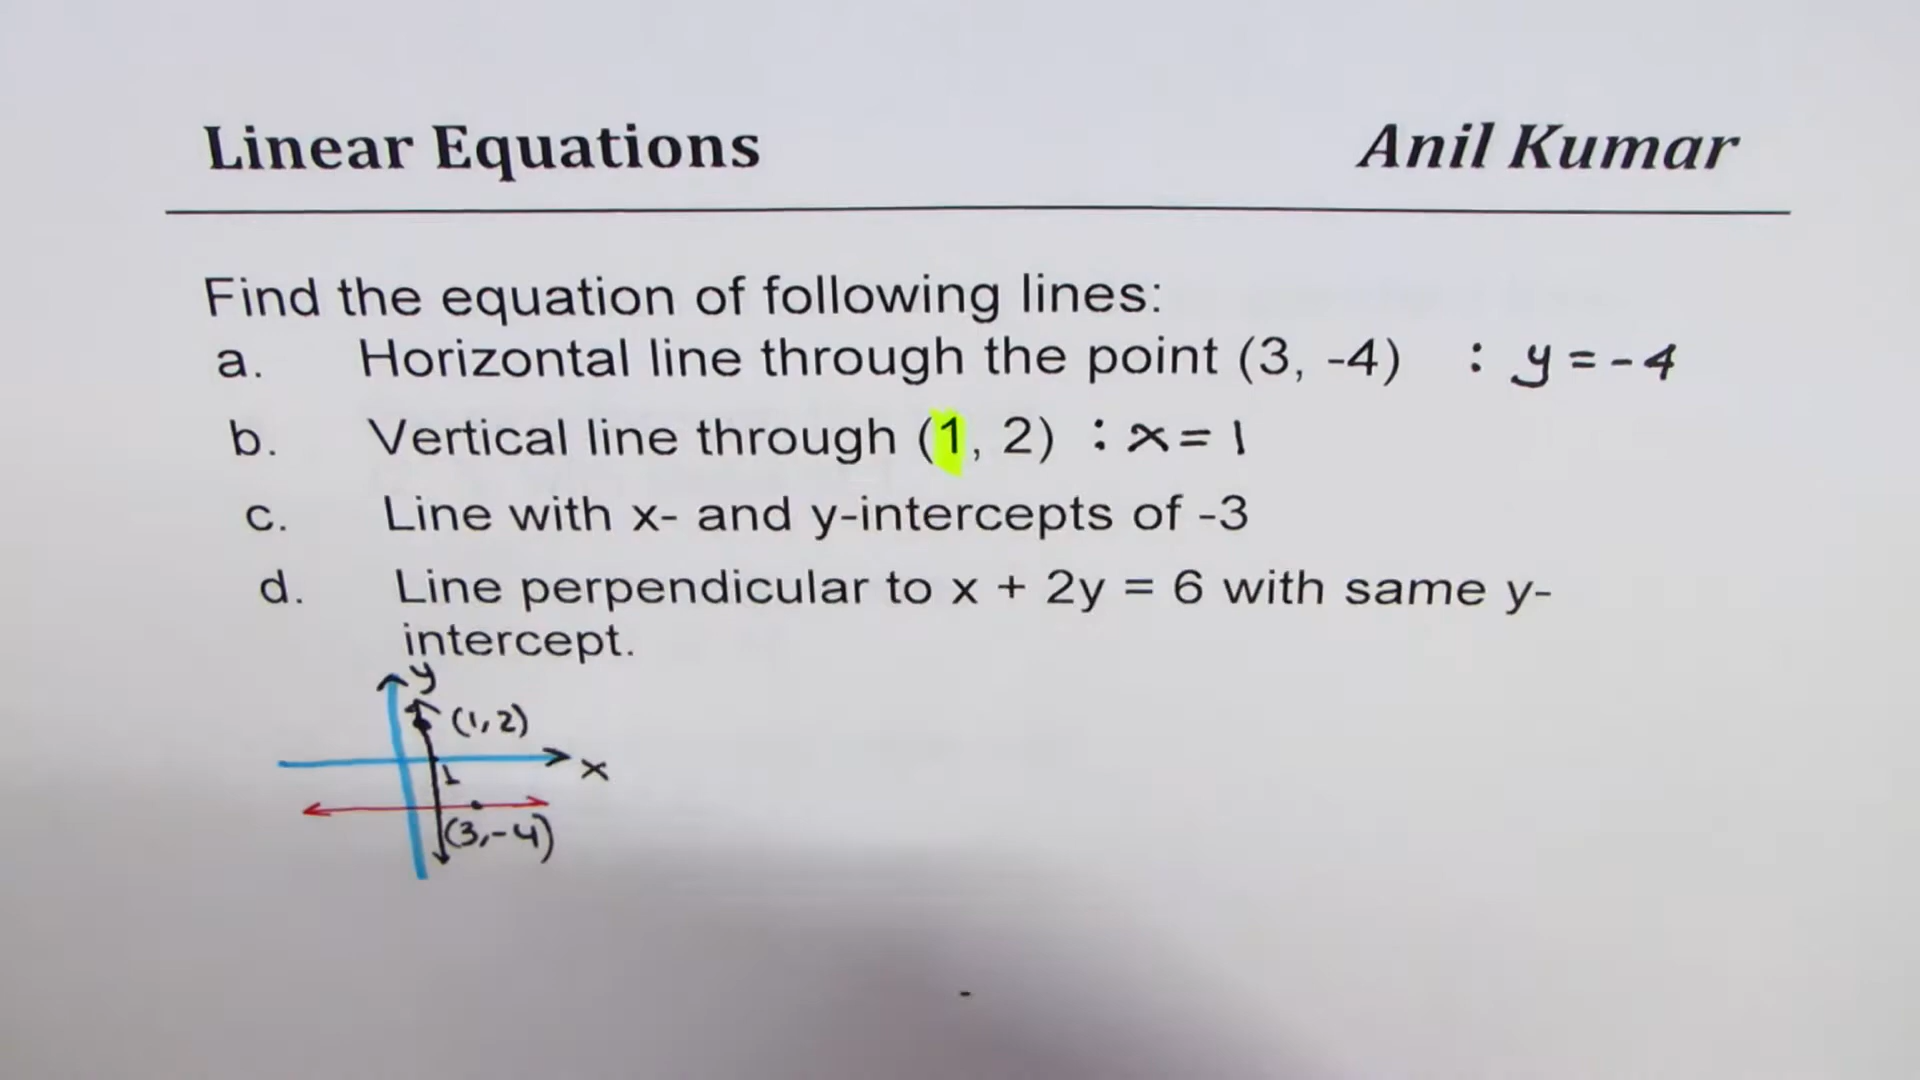 Linear Equations Anil Kumar
Find the equation of following lines:
a. Horizontal line through the point (3, -4) : y = -4
b. Vertical line through (1, 2) : x = 1
c. Line with x- and y-intercepts of -3
d. Line perpendicular to x + 2y = 6 with same y-
intercept.
y
(1, 2)
x
1
(3, -4)